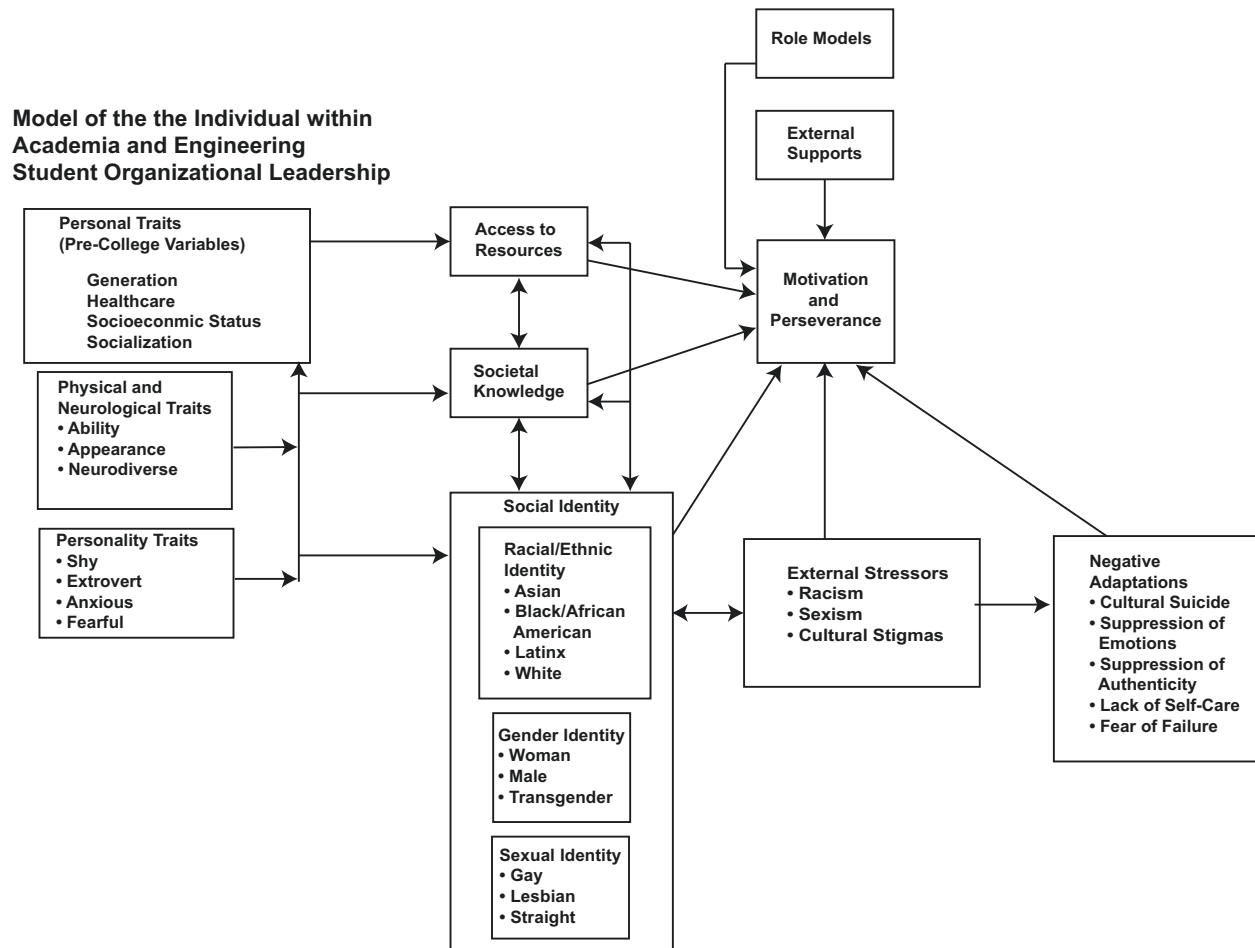 Model of the the Individual within
Academia and Engineering
Student Organizational Leadership
Role Models
External
Supports
Personal Traits
(Pre-College Variables)
Generation
Healthcare
Socioeconmic Status
Socialization
Access to
Resources
Motivation
and
Perseverance
Physical and
Neurological Traits
• Ability
• Appearance
• Neurodiverse
Societal
Knowledge
Personality Traits
• Shy
• Extrovert
• Anxious
• Fearful
Social Identity
Racial/Ethnic
Identity
• Asian
• Black/African
American
• Latinx
• White
Gender Identity
• Woman
• Male
• Transgender
Sexual Identity
• Gay
• Lesbian
• Straight
External Stressors
• Racism
• Sexism
• Cultural Stigmas
Negative
Adaptations
• Cultural Suicide
• Suppression of
Emotions
• Suppression of
Authenticity
• Lack of Self-Care
• Fear of Failure